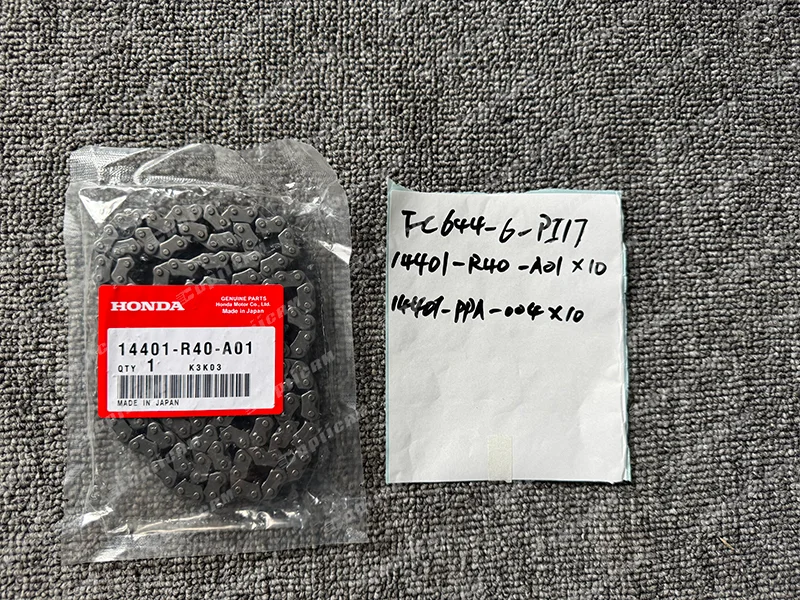 HONDA
GENUINE PARTS
Honda Motor Co., Ltd.
Made in Japan
14401-R40-A01
QTY 1 K3K03
MADE IN JAPAN
FC644-6-PI17
14401-R40-A01 x10
14401-PPA-004 x10